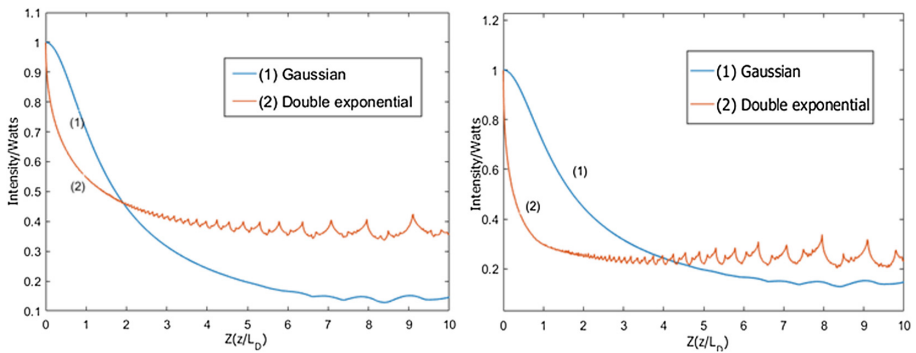 1.1
1
0.9
0.8
0.7
0.6
0.5
0.4
0.3
0.2
0.1
Intensity/Watts
(1) Gaussian
(2) Double exponential
(1)
(2)
0 1 2 3 4 5 6 7 8 9 10
Z(z/L_D)
1.2
1
0.8
0.6
0.4
0.2
Intensity/Watts
(1) Gaussian
(2) Double exponential
(1)
(2)
0 1 2 3 4 5 6 7 8 9 10
Z(z/L_D)